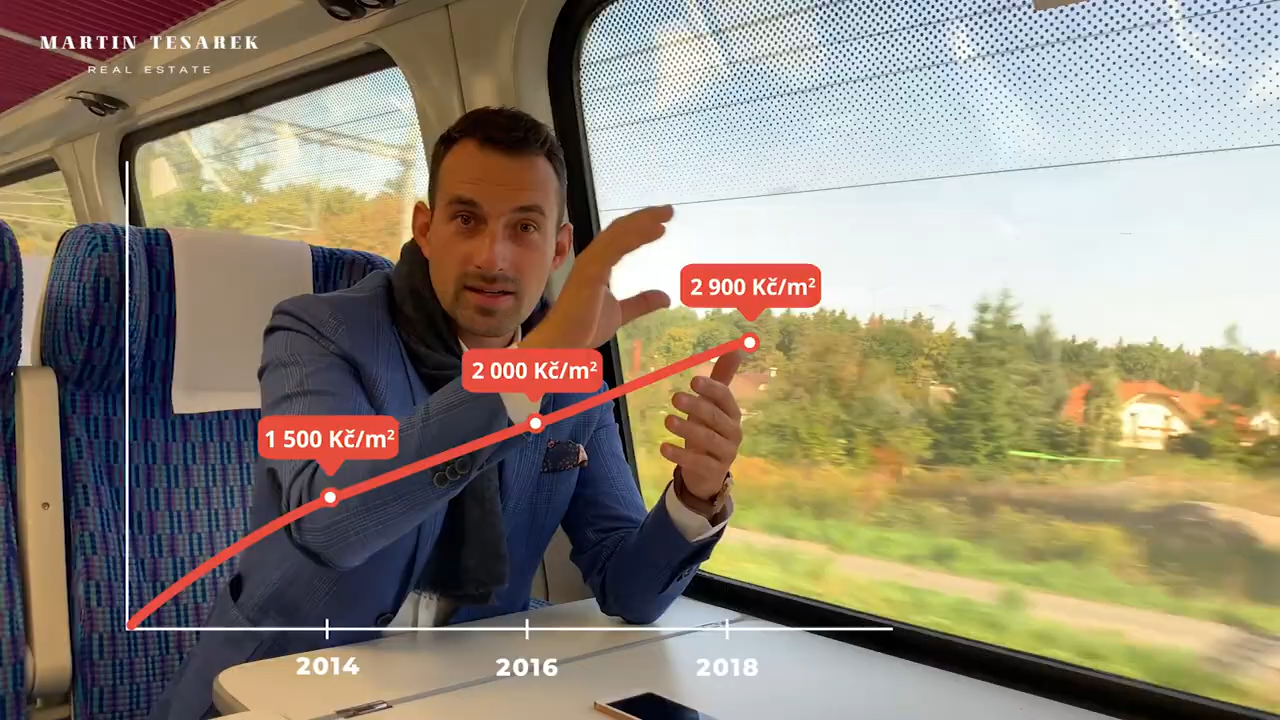 MARTIN TESAREK
REAL ESTATE
2 900 Kč/m²
2 000 Kč/m²
1 500 Kč/m²
2014
2016
2018